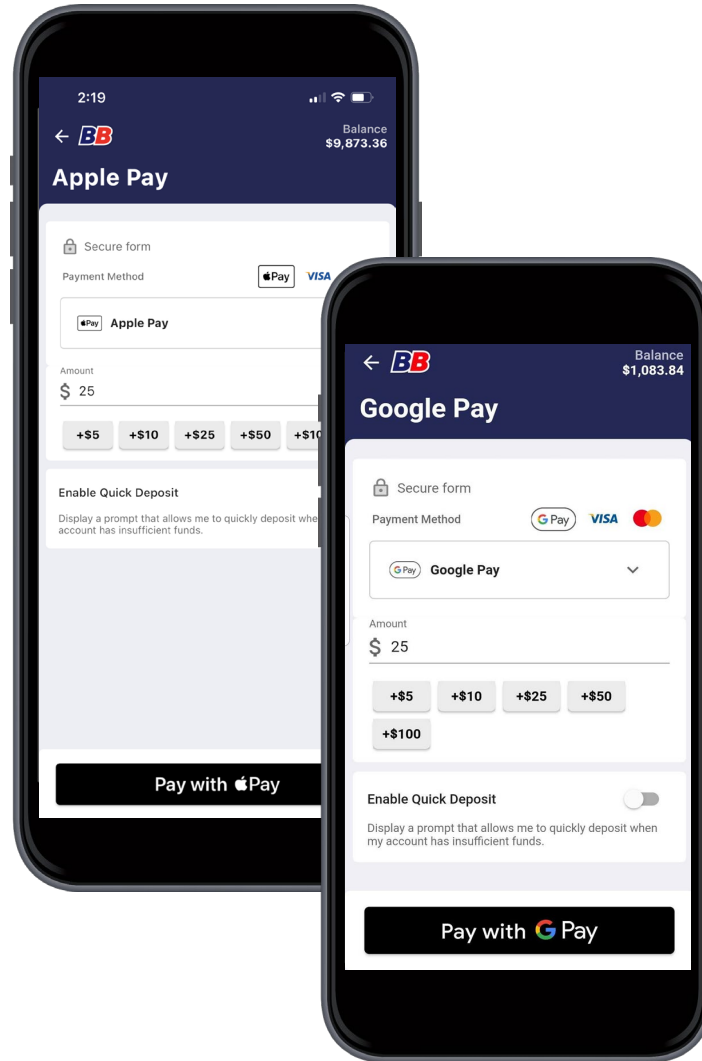 2:19
BB
Balance
$9,873.36
Apple Pay
Secure form
Payment Method
Pay VISA
Pay Apple Pay
Amount
$ 25
+$5 +$10 +$25 +$50
Enable Quick Deposit
Display a prompt that allows me to quickly deposit
account has insufficient funds.
Pay with Pay
BB
Balance
$1,083.84
Google Pay
Secure form
Payment Method
G Pay VISA
G Pay Google Pay
Amount
$ 25
+$5 +$10 +$25 +$50
+$100
Enable Quick Deposit
Display a prompt that allows me to quickly deposit when
my account has insufficient funds.
Pay with G Pay